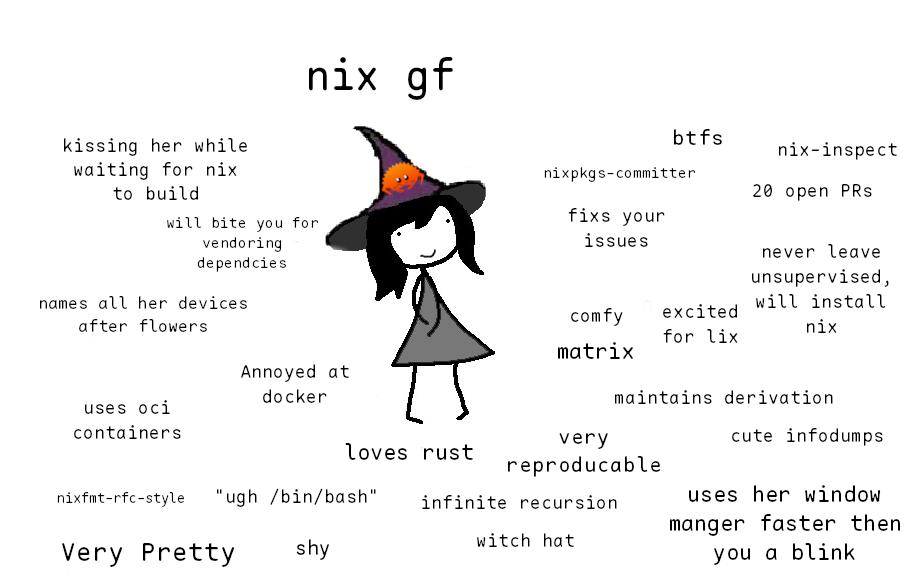 nix gf
kissing her while
waiting for nix
to build
btfs
nix-inspect
nixpkgs-committer
20 open PRs
will bite you for
vendoring
dependcies
fixs your
issues
never leave
unsupervised,
will install
nix
names all her devices
after flowers
comfy
excited
for lix
matrix
Annoyed at
docker
maintains derivation
uses oci
containers
loves rust
very
reproducable
cute infodumps
nixfmt-rfc-style
"ugh /bin/bash"
infinite recursion
uses her window
manger faster then
you a blink
Very Pretty
shy
witch hat